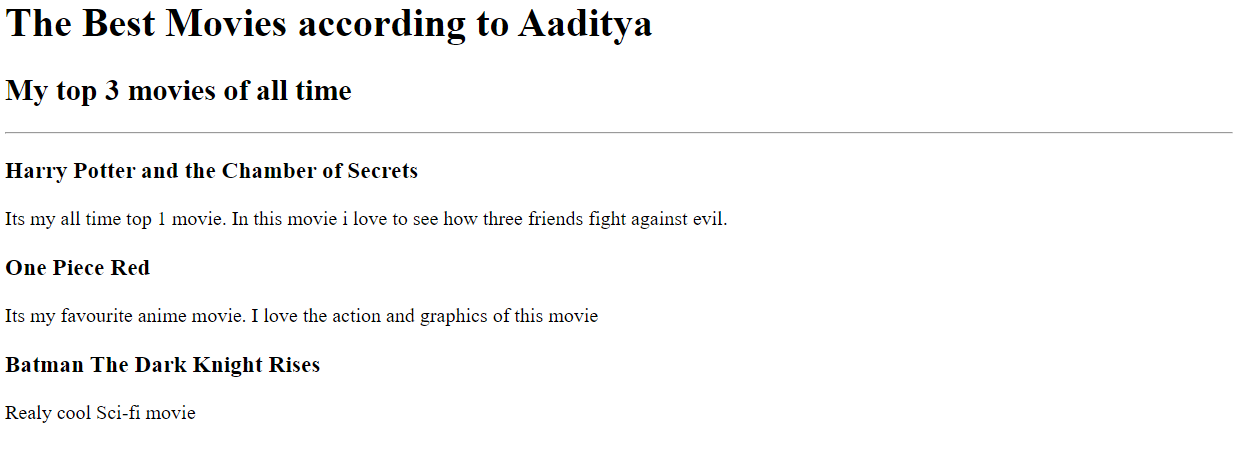 The Best Movies according to Aaditya
My top 3 movies of all time
Harry Potter and the Chamber of Secrets
Its my all time top 1 movie. In this movie i love to see how three friends fight against evil.
One Piece Red
Its my favourite anime movie. I love the action and graphics of this movie
Batman The Dark Knight Rises
Realy cool Sci-fi movie